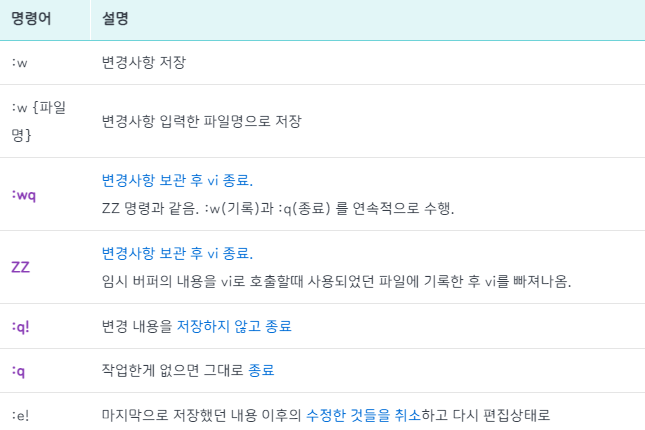 명령어 설명
:w 변경사항 저장
:w {파일
명} 변경사항 입력한 파일명으로 저장
:wq 변경사항 보관 후 vi 종료.
ZZ 명령과 같음. :w(기록)과 :q(종료) 를 연속적으로 수행.
ZZ 변경사항 보관 후 vi 종료.
임시 버퍼의 내용을 vi로 호출할때 사용되었던 파일에 기록한 후 vi를 빠져나옴.
:q! 변경 내용을 저장하지 않고 종료
:q 작업한게 없으면 그대로 종료
:e! 마지막으로 저장했던 내용 이후의 수정한 것들을 취소하고 다시 편집상태로